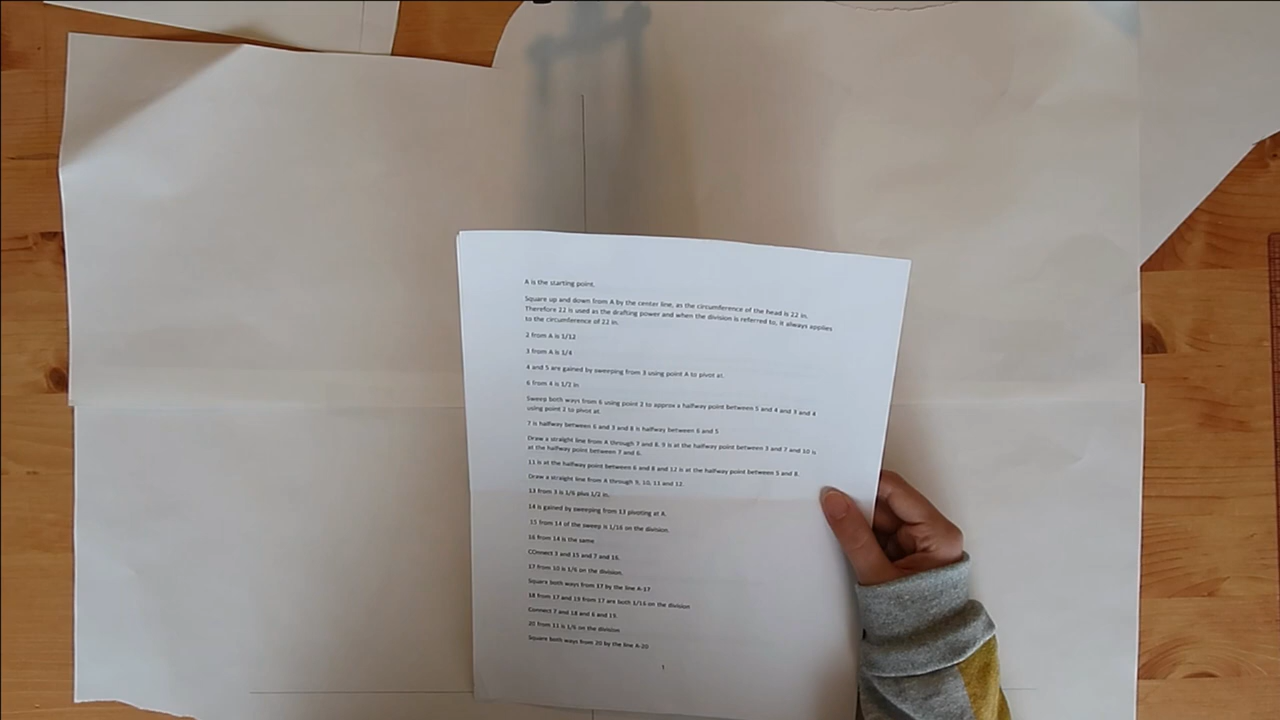 A is the starting point.
Square up and down from A by the center line, as the circumference of the head is 22 in.
Therefore 22 is used as the drafting power and when the division is referred to, it always applies
to the circumference of 22 in.
2 from A is 1/12
3 from A is 1/4
4 and 5 are gained by sweeping from 3 using point A to pivot at.
6 from 4 is 1/2 in
Sweep both ways from 6 using point 2 to approx a halfway point between 5 and 4 and 3 and 4
using point 2 to pivot at.
7 is halfway between 6 and 3 and 8 is halfway between 6 and 5
Draw a straight line from A through 7 and 8. 9 is at the halfway point between 3 and 7 and 10 is
at the halfway point between 7 and 6.
11 is at the halfway point between 6 and 8 and 12 is at the halfway point between 5 and 8.
Draw a straight line from A through 9, 10, 11 and 12.
13 from 3 is 1/6 plus 1/2 in.
14 is gained by sweeping from 13 pivoting at A.
15 from 14 of the sweep is 1/16 on the division.
16 from 14 is the same
COnnect 3 and 15 and 7 and 16.
17 from 10 is 1/6 on the division.
Square both ways from 17 by the line A-17
18 from 17 and 19 from 17 are both 1/16 on the division
Connect 7 and 18 and 6 and 19.
20 from 11 is 1/6 on the division
Square both ways from 20 by the line A-20
1